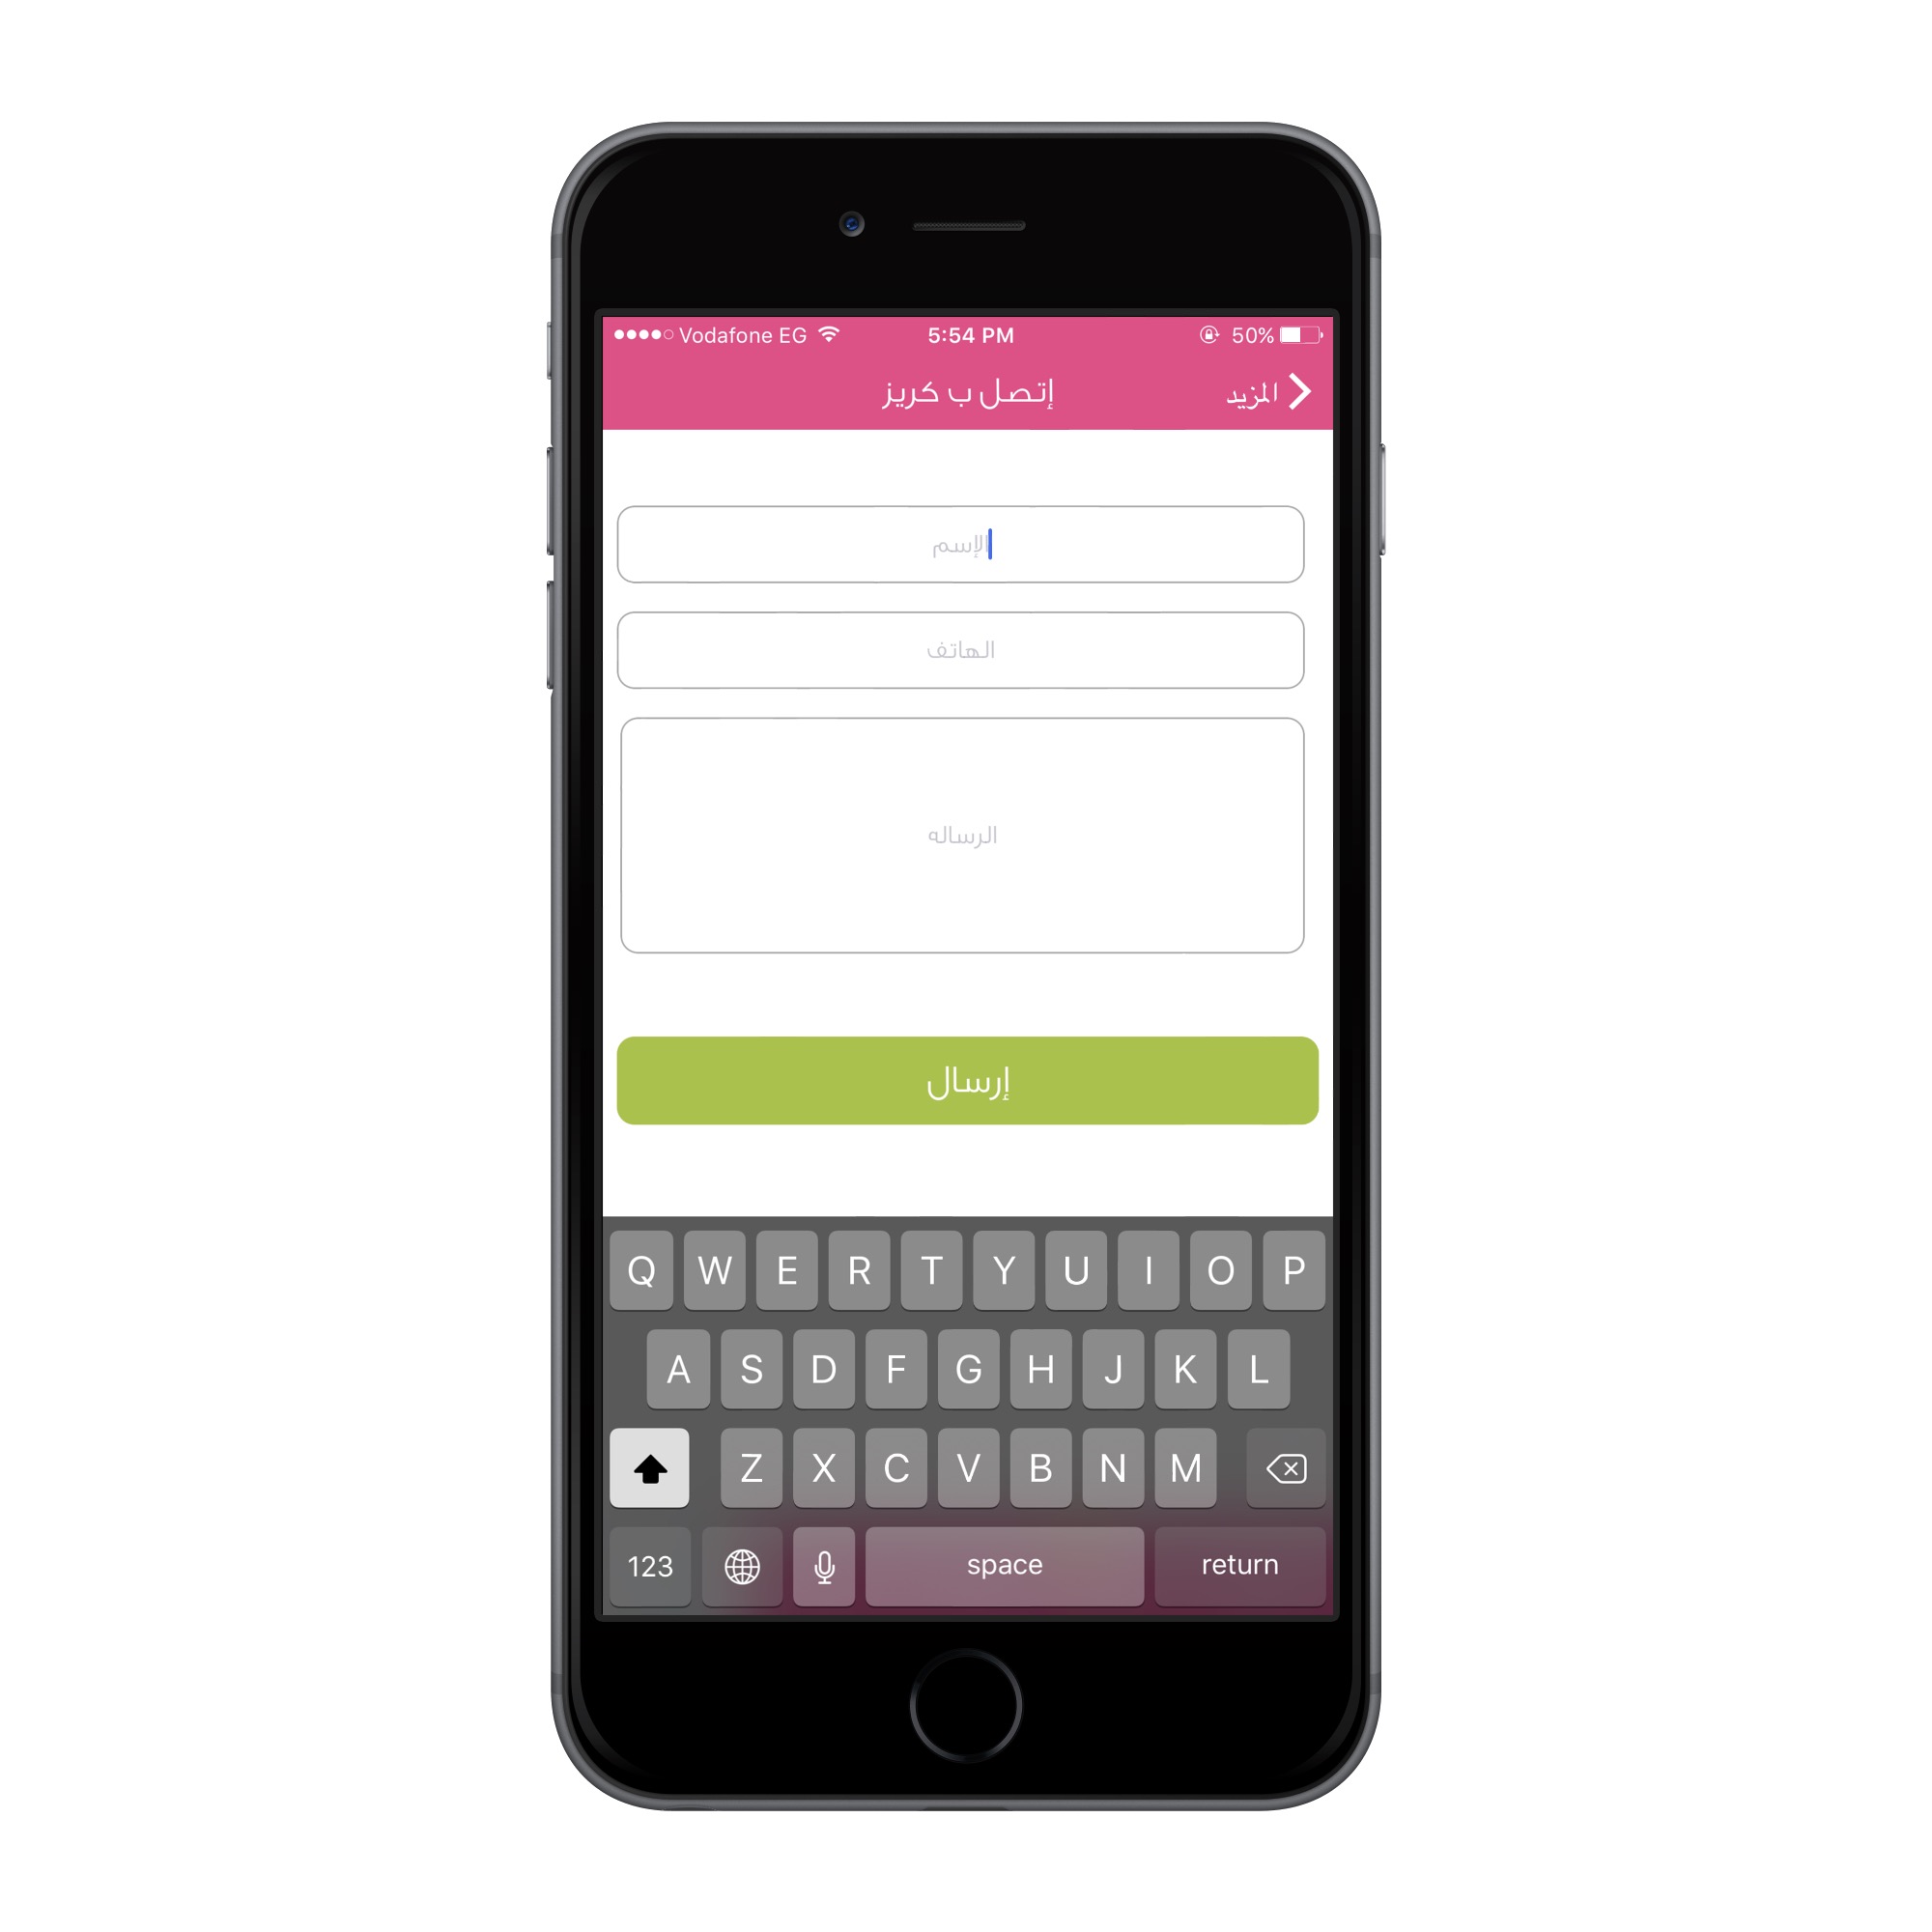 Vodafone EG 5:54 PM 50%
المزيد إتصل ب كريز
الإسم
الهاتف
الرساله
إرسال
Q W E R T Y U I O P
A S D F G H J K L
Z X C V B N M
123 space return